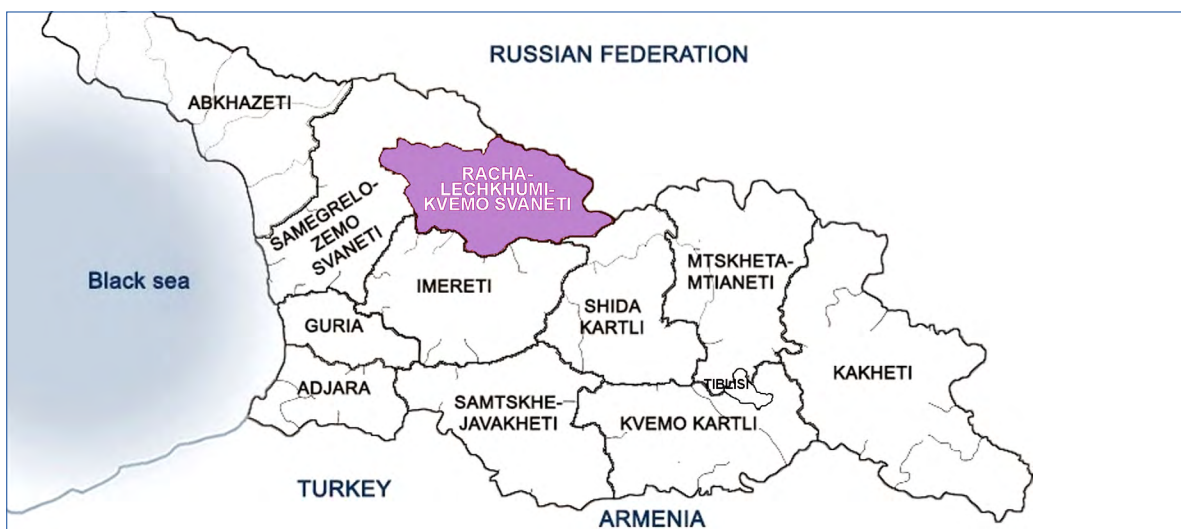 RUSSIAN FEDERATION
ABKHAZETI
RACHA-
LECHKHUMI-
KVEMO SVANETI
SAMEGRELO-
ZEMO
SVANETI
Black sea
IMERETI
MTSKHETA-
MTIANETI
SHIDA
KARTLI
GURIA
KAKHETI
ADJARA
TIBLISI
SAMTSKHE-
JAVAKHETI
KVEMO KARTLI
TURKEY
ARMENIA